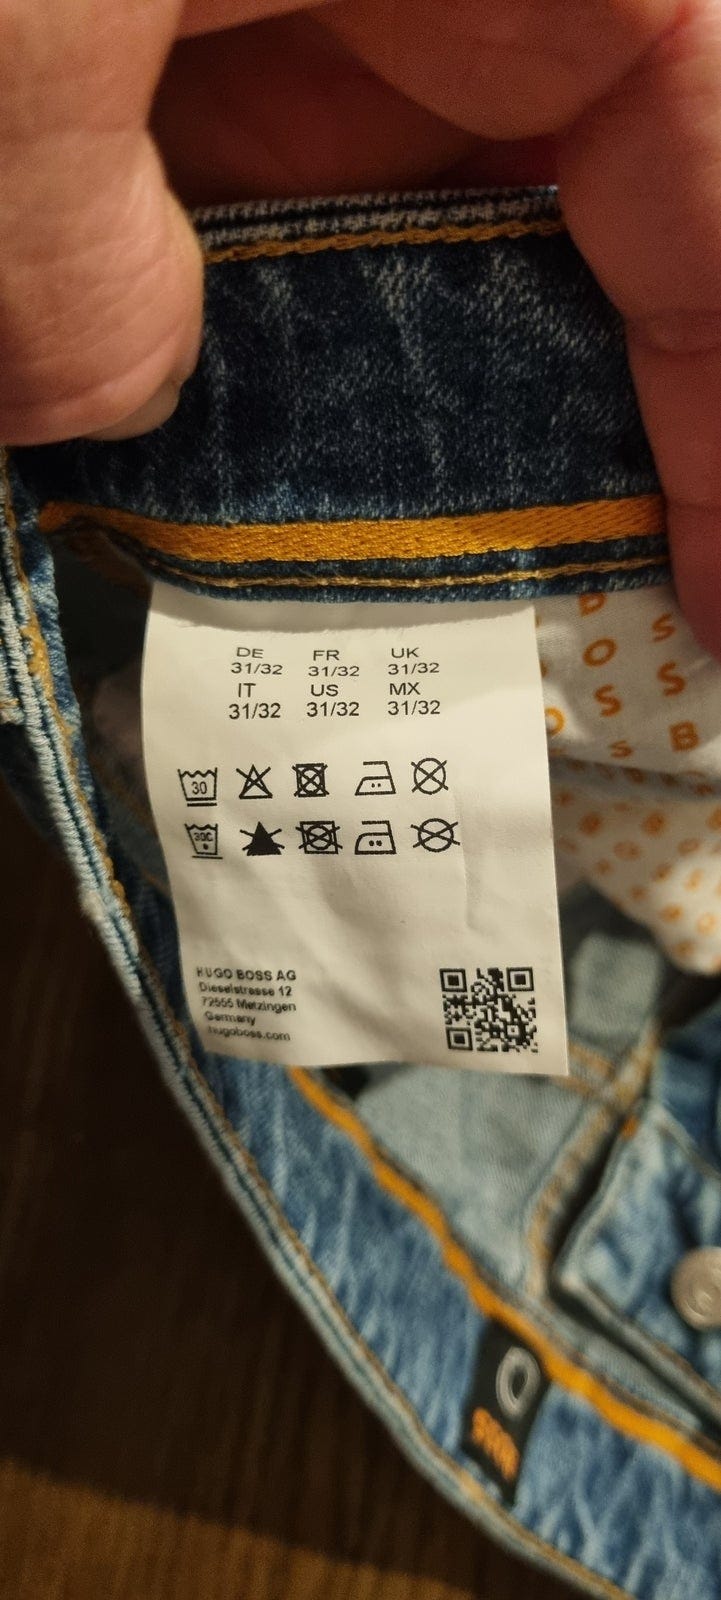 DE FR UK
31/32 31/32 31/32
IT US MX
31/32 31/32 31/32
30
30C
HUGO BOSS AG
Dieselstrasse 12
72555 Metzingen
Germany
hugoboss.com
B
O S
O S S
S B